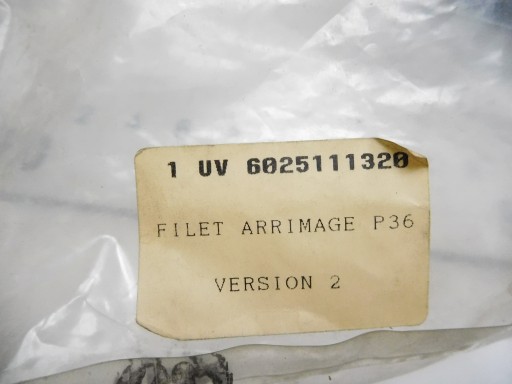 1 UV 6025111320
FILET ARRIMAGE P36
VERSION 2